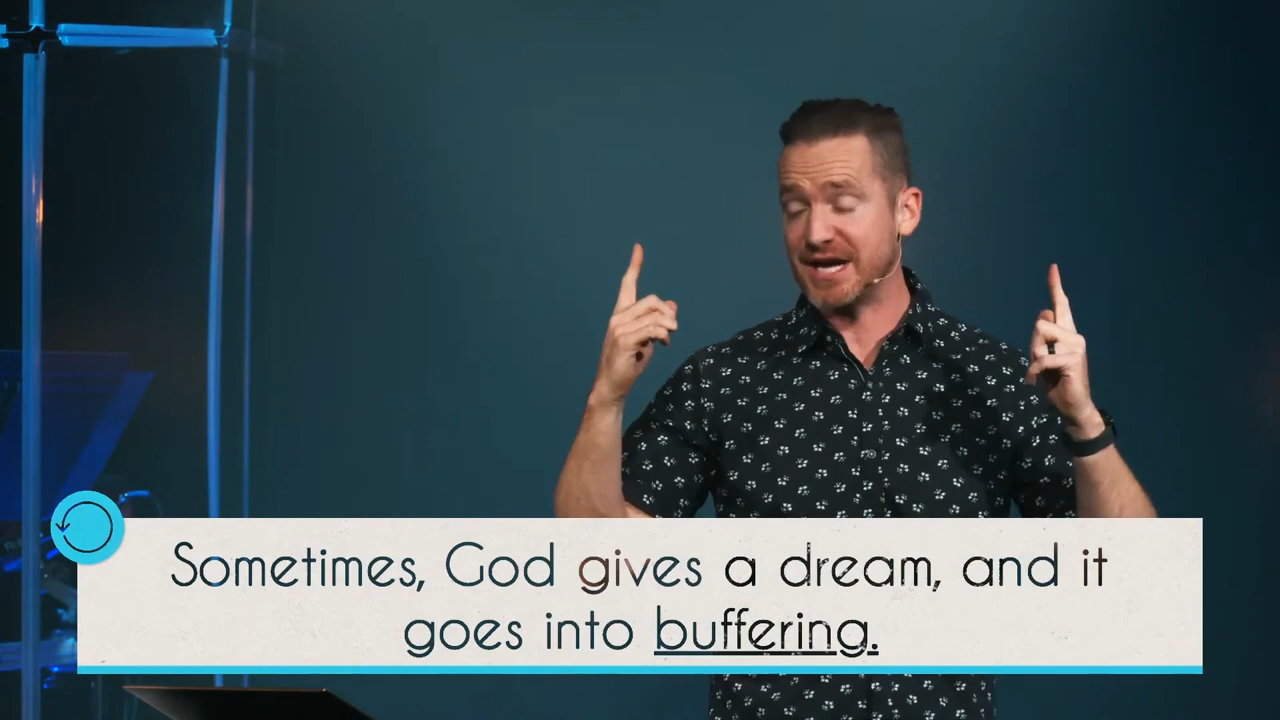 Sometimes, God gives a dream, and it
goes into buffering.